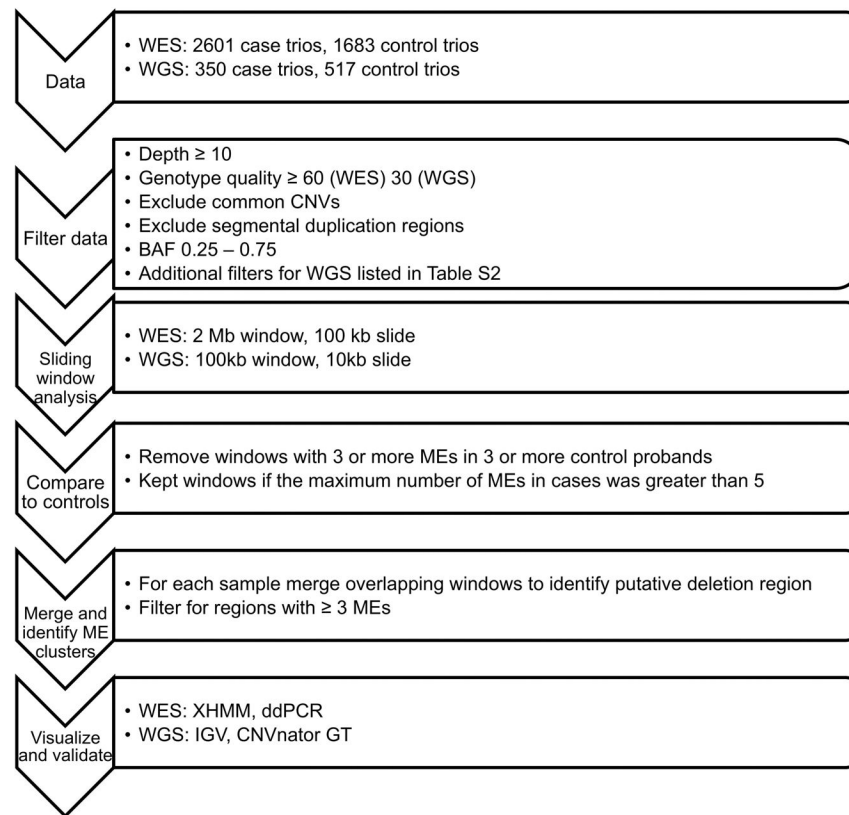 Data
• WES: 2601 case trios, 1683 control trios
• WGS: 350 case trios, 517 control trios
Filter data
• Depth ≥ 10
• Genotype quality ≥ 60 (WES) 30 (WGS)
• Exclude common CNVs
• Exclude segmental duplication regions
• BAF 0.25 – 0.75
• Additional filters for WGS listed in Table S2
Sliding
window
analysis
• WES: 2 Mb window, 100 kb slide
• WGS: 100kb window, 10kb slide
Compare
to controls
• Remove windows with 3 or more MEs in 3 or more control probands
• Kept windows if the maximum number of MEs in cases was greater than 5
Merge and
identify ME
clusters
• For each sample merge overlapping windows to identify putative deletion region
• Filter for regions with ≥ 3 MEs
Visualize
and validate
• WES: XHMM, ddPCR
• WGS: IGV, CNVnator GT